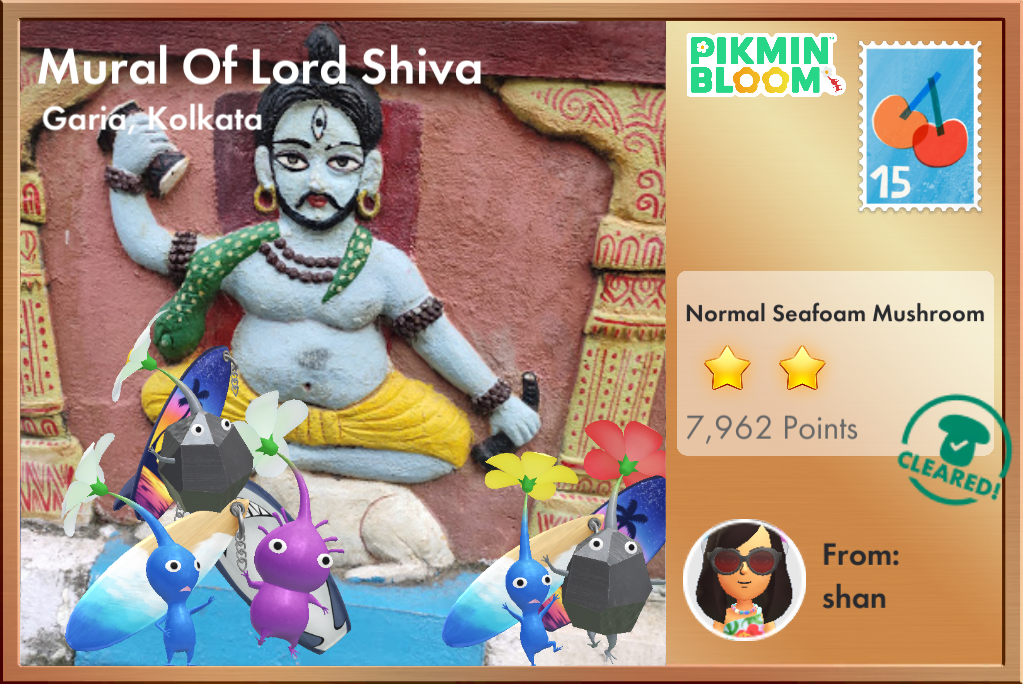 Mural Of Lord Shiva
Garia, Kolkata
PIKMIN
BLOOM
15
Normal Seafoam Mushroom
7,962 Points
CLEARED!
From:
shan